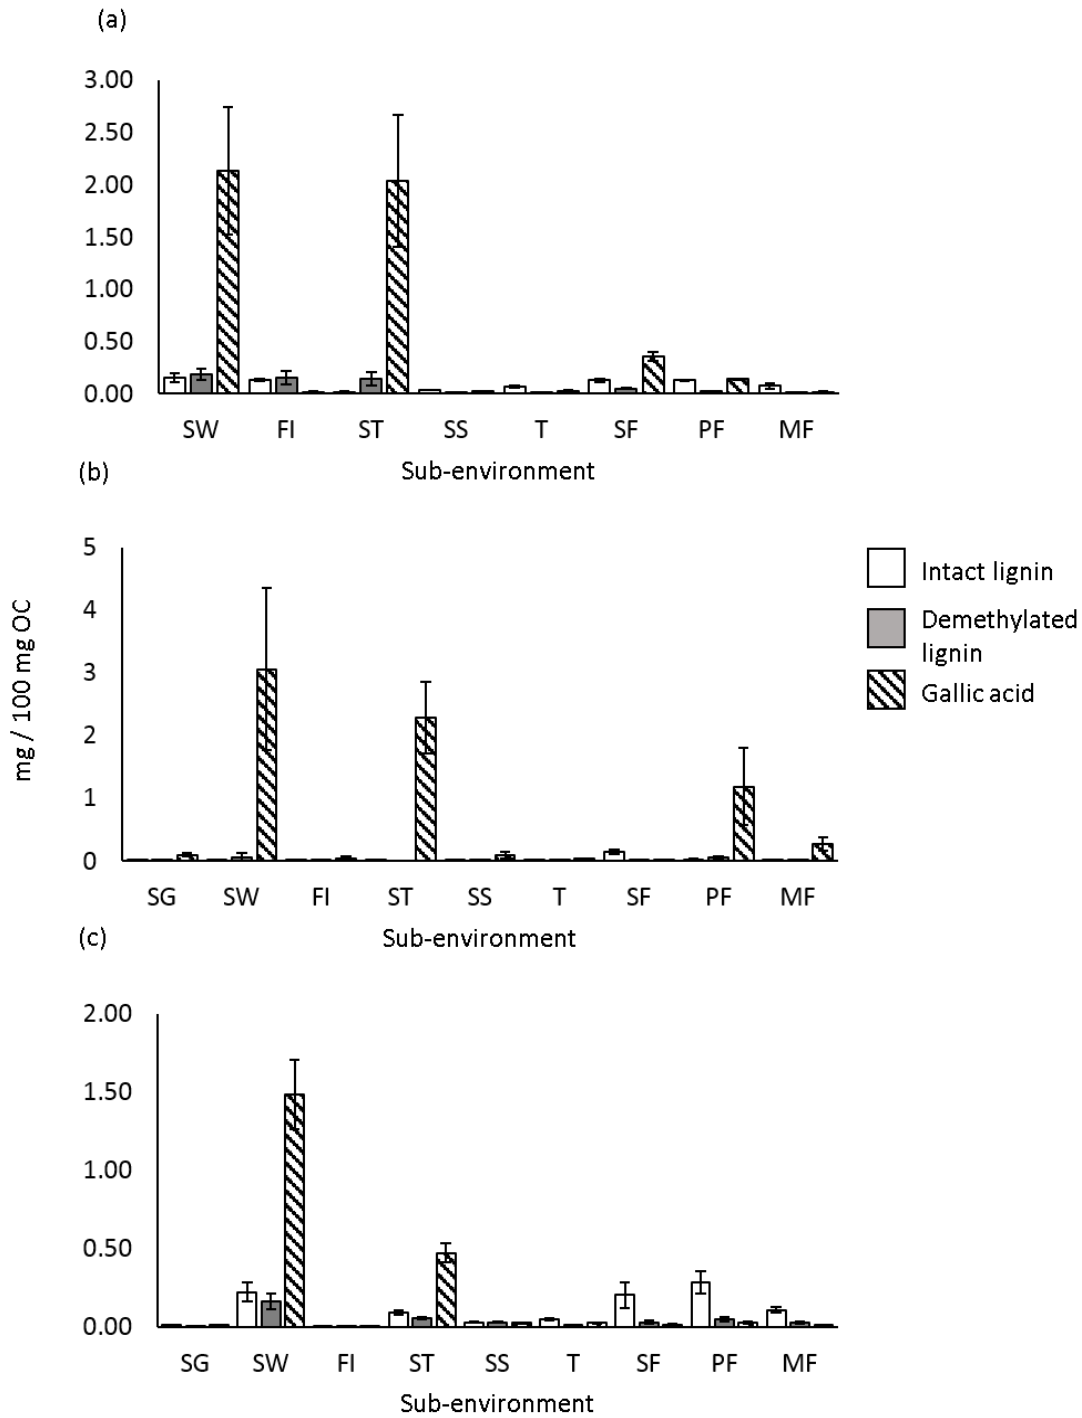 (a)
3.00
2.50
2.00
1.50
1.00
0.50
0.00
SW FI ST SS T SF PF MF
Sub-environment
(b)
mg / 100 mg OC
5
4
3
2
1
0
SG SW FI ST SS T SF PF MF
Sub-environment
Intact lignin
Demethylated
lignin
Gallic acid
(c)
2.00
1.50
1.00
0.50
0.00
SG SW FI ST SS T SF PF MF
Sub-environment